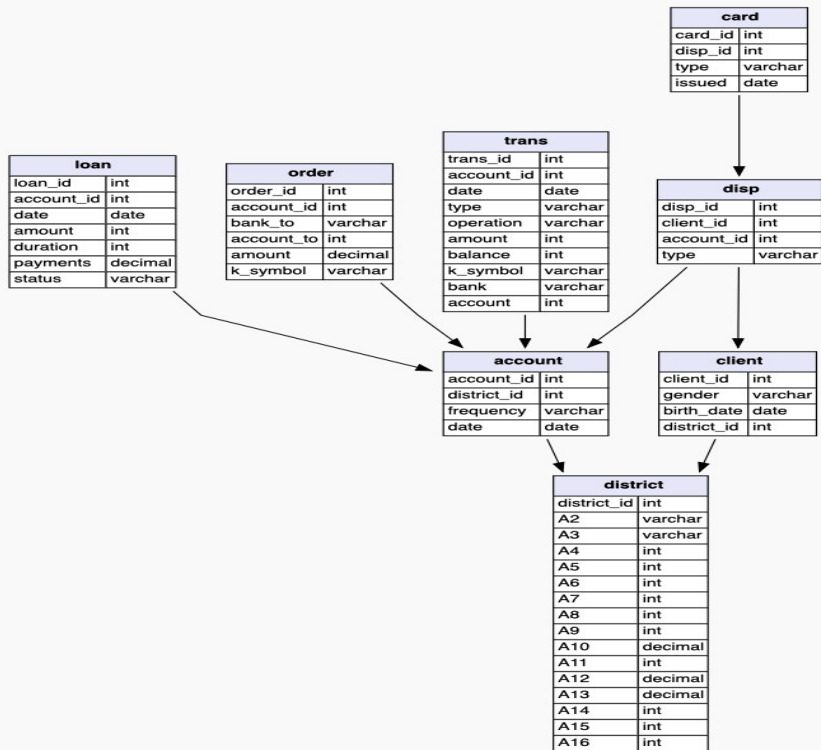 card
card_id int
disp_id int
type varchar
issued date
trans
trans_id int
account_id int
date date
type varchar
operation varchar
amount int
balance int
k_symbol varchar
bank varchar
account int
loan
loan_id int
account_id int
date date
amount int
duration int
payments decimal
status varchar
order
order_id int
account_id int
bank_to varchar
account_to int
amount decimal
k_symbol varchar
disp
disp_id int
client_id int
account_id int
type varchar
account
account_id int
district_id int
frequency varchar
date date
client
client_id int
gender varchar
birth_date date
district_id int
district
district_id int
A2 varchar
A3 varchar
A4 int
A5 int
A6 int
A7 int
A8 int
A9 int
A10 decimal
A11 int
A12 decimal
A13 decimal
A14 int
A15 int
A16 int